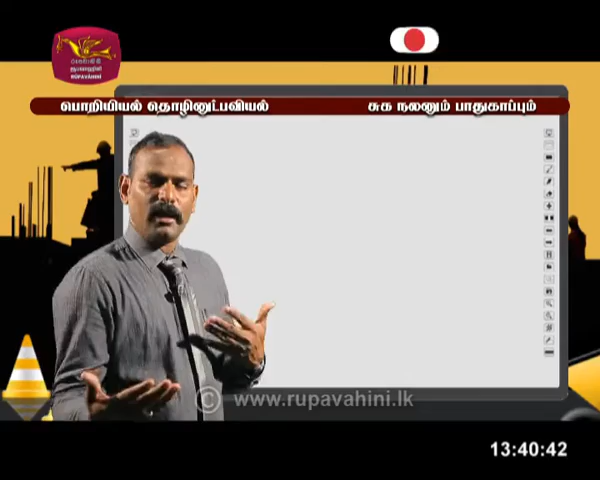 பொறியியல் தொழினுட்பவியல்
சுக நலனும் பாதுகாப்பும்
© www.rupavahini.lk
13:40:42